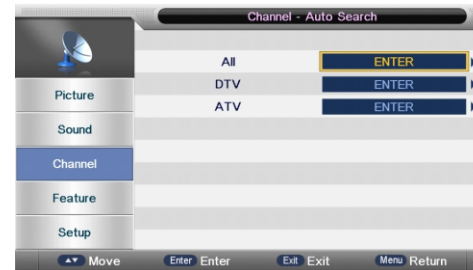 Channel - Auto Search
All ENTER
DTV ENTER
ATV ENTER
Picture
Sound
Channel
Feature
Setup
▲▼ Move Enter Enter Exit Exit Menu Return